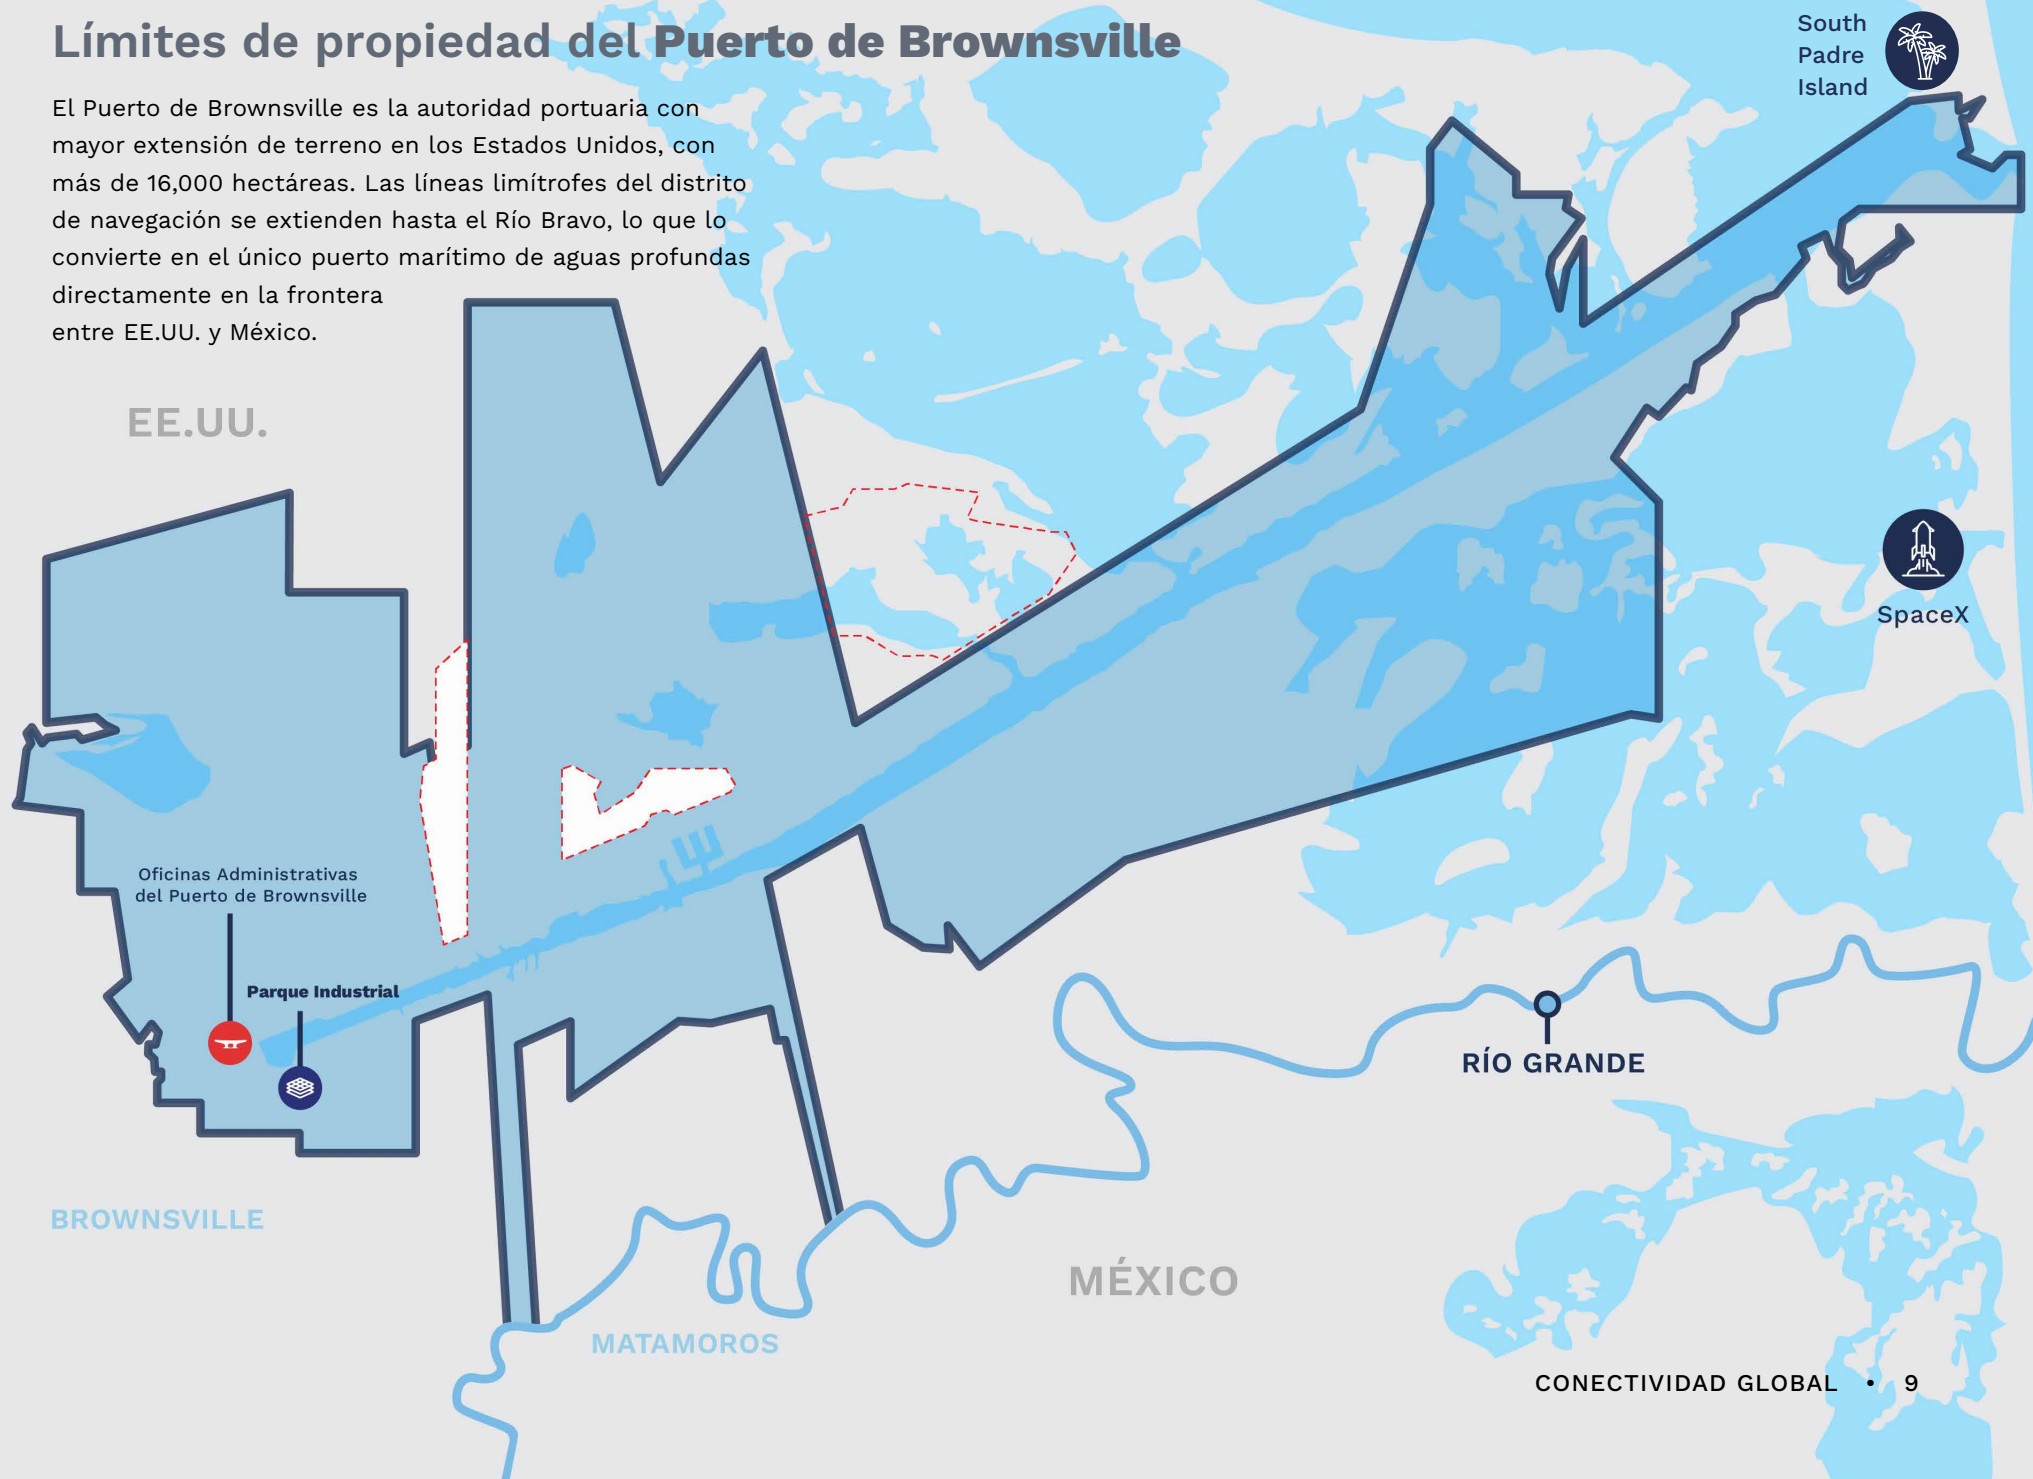 Límites de propiedad del Puerto de Brownsville
El Puerto de Brownsville es la autoridad portuaria con
mayor extensión de terreno en los Estados Unidos, con
más de 16,000 hectáreas. Las líneas limítrofes del distrito
de navegación se extienden hasta el Río Bravo, lo que lo
convierte en el único puerto marítimo de aguas profundas
directamente en la frontera
entre EE.UU. y México.
South
Padre
Island
EE.UU.
SpaceX
Oficinas Administrativas
del Puerto de Brownsville
Parque Industrial
RÍO GRANDE
BROWNSVILLE
MÉXICO
MATAMOROS
CONECTIVIDAD GLOBAL • 9